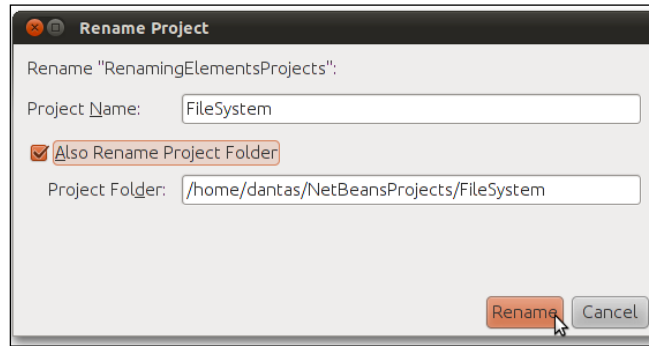 Rename Project
Rename "RenamingElementsProjects":
Project Name: FileSystem
Also Rename Project Folder
Project Folder: /home/dantas/NetBeansProjects/FileSystem
Rename Cancel